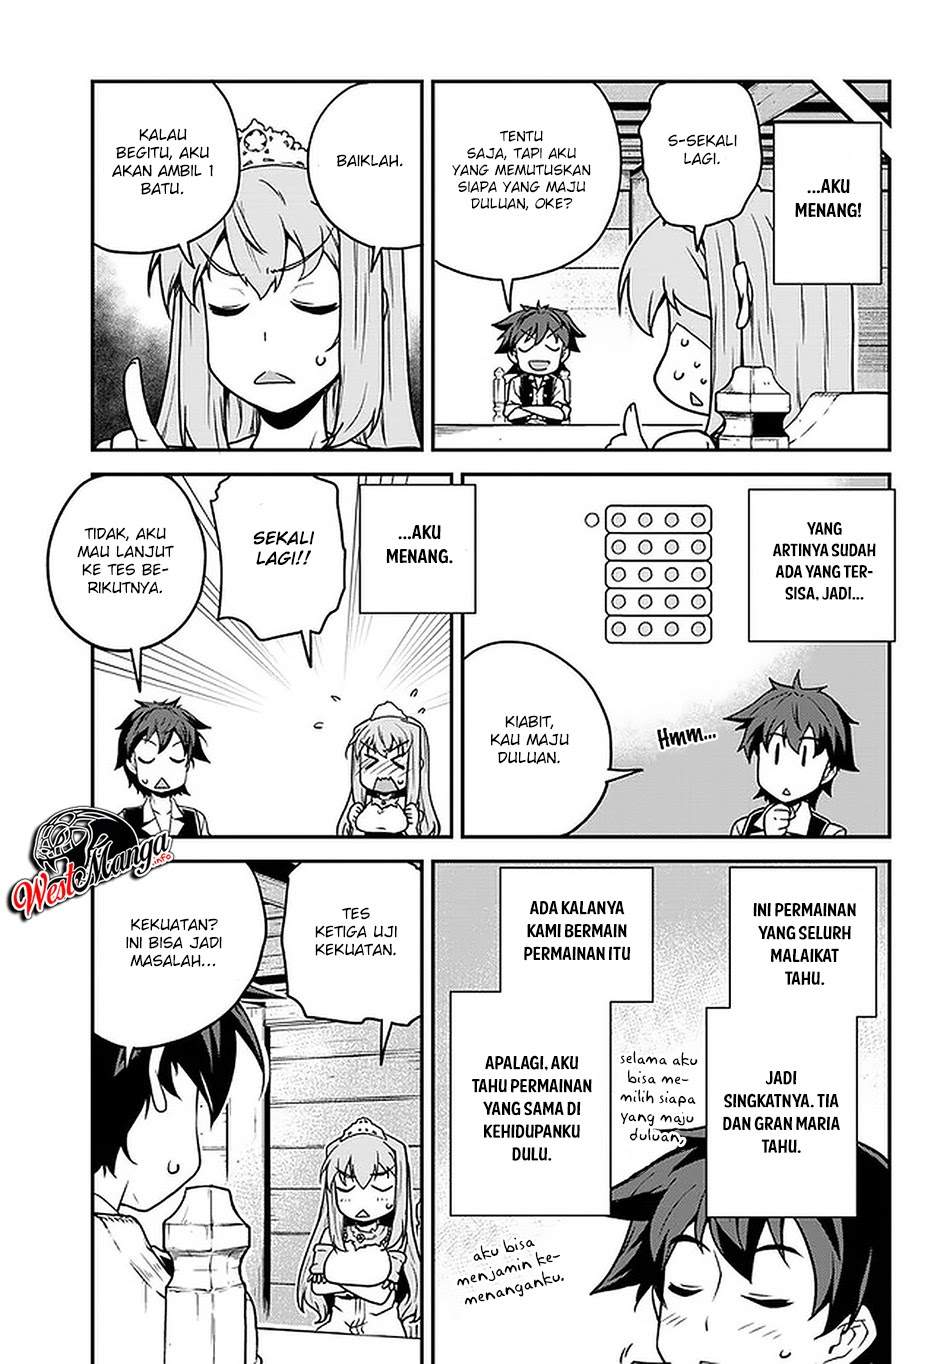 ...AKU
MENANG!
S-SEKALI
LAGI.
TENTU
SAJA, TAPI AKU
YANG MEMUTUSKAN
SIAPA YANG MAJU
DULUAN, OKE?
BAIKLAH.
KALAU
BEGITU, AKU
AKAN AMBIL 1
BATU.
YANG
ARTINYA SUDAH
ADA YANG TER-
SISA, JADI...
Hmm...
KIABIT,
KAU MAJU
DULUAN.
...AKU
MENANG.
SEKALI
LAGI!!
TIDAK, AKU
MAU LANJUT
KE TES BE-
RIKUTNYA.
INI PERMAINAN
YANG SELURH
MALAIKAT
TAHU.
JADI
SINGKATNYA. TIA
DAN GRAN MARIA
TAHU.
ADA KALANYA
KAMI BERMAIN
PERMAINAN ITU
selama aku
bisa me-
milih siapa
yang maju
duluan,
APALAGI, AKU
TAHU PERMAINAN
YANG SAMA DI
KEHIDUPANKU
DULU.
aku bisa
menjamin ke-
menanganku.
TES
KETIGA UJI
KEKUATAN.
KEKUATAN?
INI BISA JADI
MASALAH...
WestManga
.info